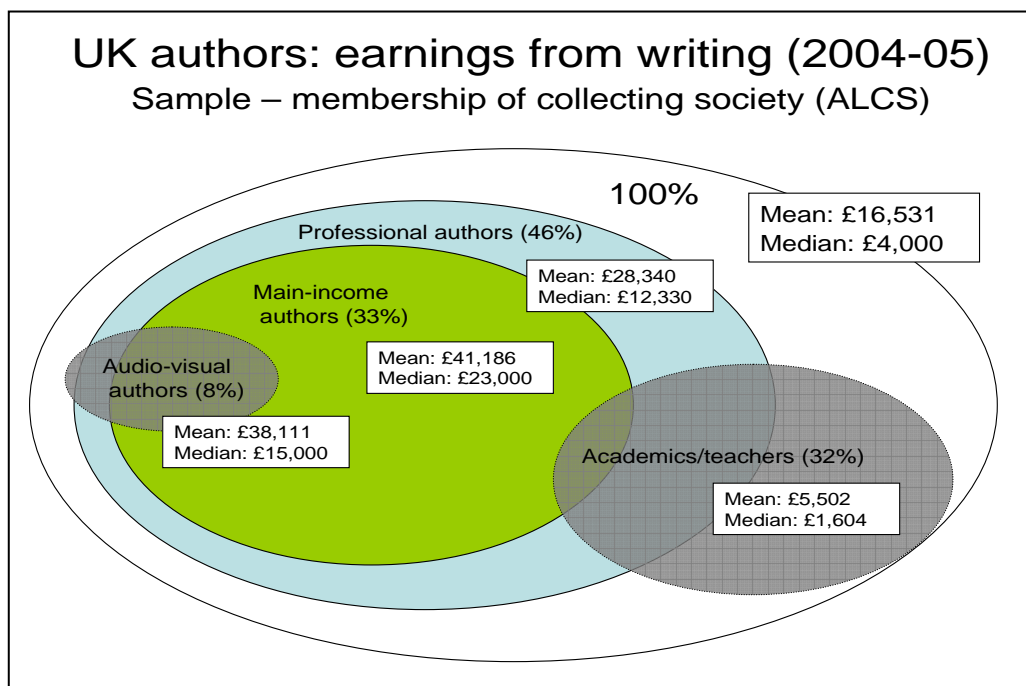 UK authors: earnings from writing (2004-05)
Sample – membership of collecting society (ALCS)
100%
Mean: £16,531
Median: £4,000
Professional authors (46%)
Mean: £28,340
Median: £12,330
Main-income
authors (33%)
Mean: £41,186
Median: £23,000
Audio-visual
authors (8%)
Mean: £38,111
Median: £15,000
Academics/teachers (32%)
Mean: £5,502
Median: £1,604